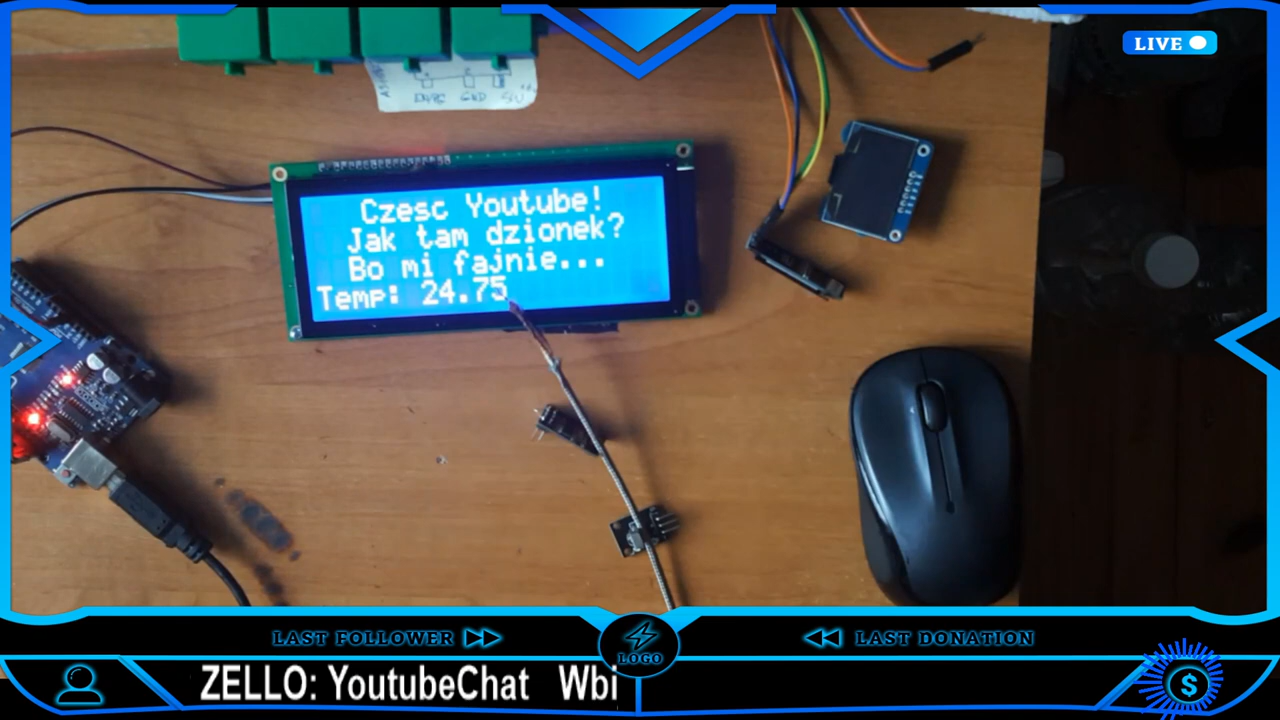 LIVE
GND
Czesc Youtube!
Jak tam dzionek?
Bo mi fajnie...
Temp: 24.75
LAST FOLLOWER
LOGO
LAST DONATION
ZELLO: YoutubeChat Wbi
$